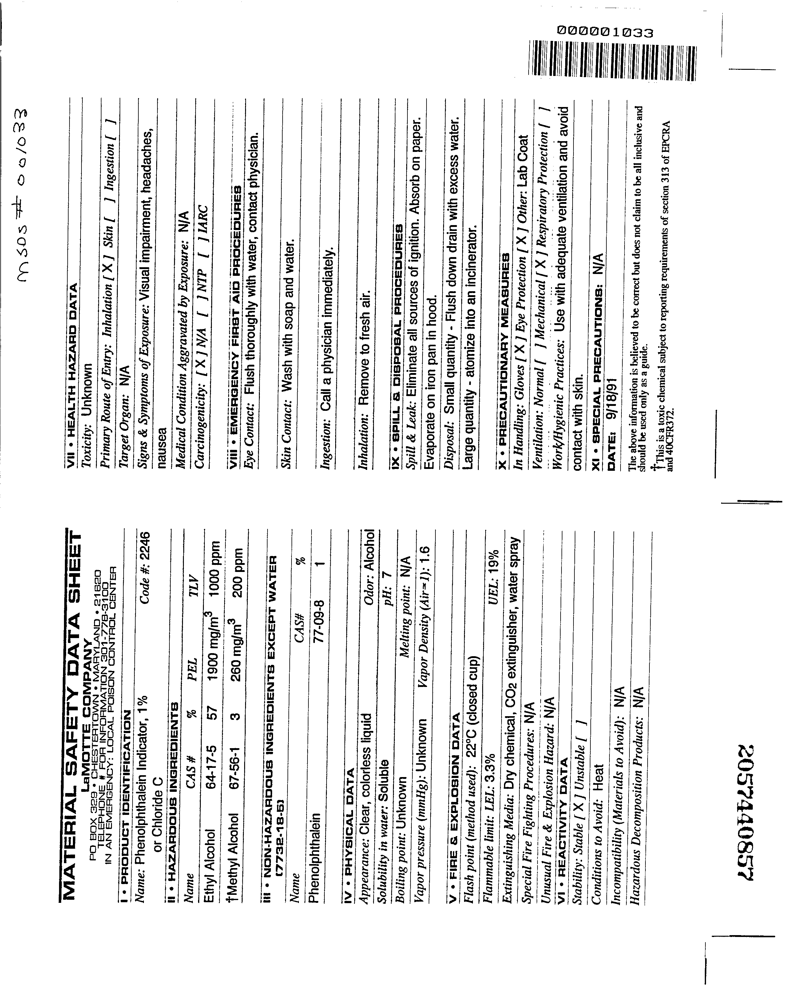 000001033
MSDS # 001033
MATERIAL SAFETY DATA SHEET
LaMOTTE COMPANY
PO BOX 329 • CHESTERTOWN • MARYLAND • 21620
TELEPHONE • FOR INFORMATION 301-778-3100
IN AN EMERGENCY: LOCAL POISON CONTROL CENTER
I • PRODUCT IDENTIFICATION
Name: Phenolphthalein Indicator, 1% Code #: 2246
or Chloride C
II • HAZARDOUS INGREDIENTS
Name CAS # % PEL TLV
Ethyl Alcohol 64-17-5 57 1900 mg/m³ 1000 ppm
†Methyl Alcohol 67-56-1 3 260 mg/m³ 200 ppm
III • NON-HAZARDOUS INGREDIENTS EXCEPT WATER
(7732-18-5)
Name CAS# %
Phenolphthalein 77-09-8 1
IV • PHYSICAL DATA
Appearance: Clear, colorless liquid Odor: Alcohol
Solubility in water: Soluble pH: 7
Boiling point: Unknown Melting point: N/A
Vapor pressure (mmHg): Unknown Vapor Density (Air=1): 1.6
V • FIRE & EXPLOSION DATA
Flash point (method used): 22°C (closed cup)
Flammable limit: LEL: 3.3% UEL: 19%
Extinguishing Media: Dry chemical, CO2 extinguisher, water spray
Special Fire Fighting Procedures: N/A
Unusual Fire & Explosion Hazard: N/A
VI • REACTIVITY DATA
Stability: Stable [ X ] Unstable [ ]
Conditions to Avoid: Heat
Incompatibility (Materials to Avoid): N/A
Hazardous Decomposition Products: N/A
VII • HEALTH HAZARD DATA
Toxicity: Unknown
Primary Route of Entry: Inhalation [ X ] Skin [ ] Ingestion [ ]
Target Organ: N/A
Signs & Symptoms of Exposure: Visual impairment, headaches,
nausea
Medical Condition Aggravated by Exposure: N/A
Carcinogenicity: [ X ] N/A [ ] NTP [ ] IARC
VIII • EMERGENCY FIRST AID PROCEDURES
Eye Contact: Flush thoroughly with water, contact physician.
Skin Contact: Wash with soap and water.
Ingestion: Call a physician immediately.
Inhalation: Remove to fresh air.
IX • SPILL & DISPOSAL PROCEDURES
Spill & Leak: Eliminate all sources of ignition. Absorb on paper.
Evaporate on iron pan in hood.
Disposal: Small quantity - Flush down drain with excess water.
Large quantity - atomize into an incinerator.
X • PRECAUTIONARY MEASURES
In Handling: Gloves [ X ] Eye Protection [ X ] Other: Lab Coat
Ventilation: Normal [ ] Mechanical [ X ] Respiratory Protection [ ]
Work/Hygienic Practices: Use with adequate ventilation and avoid
contact with skin.
XI • SPECIAL PRECAUTIONS: N/A
DATE: 9/18/91
The above information is believed to be correct but does not claim to be all inclusive and
should be used only as a guide.
†This is a toxic chemical subject to reporting requirements of section 313 of EPCRA
and 40CFR372.
2057440857